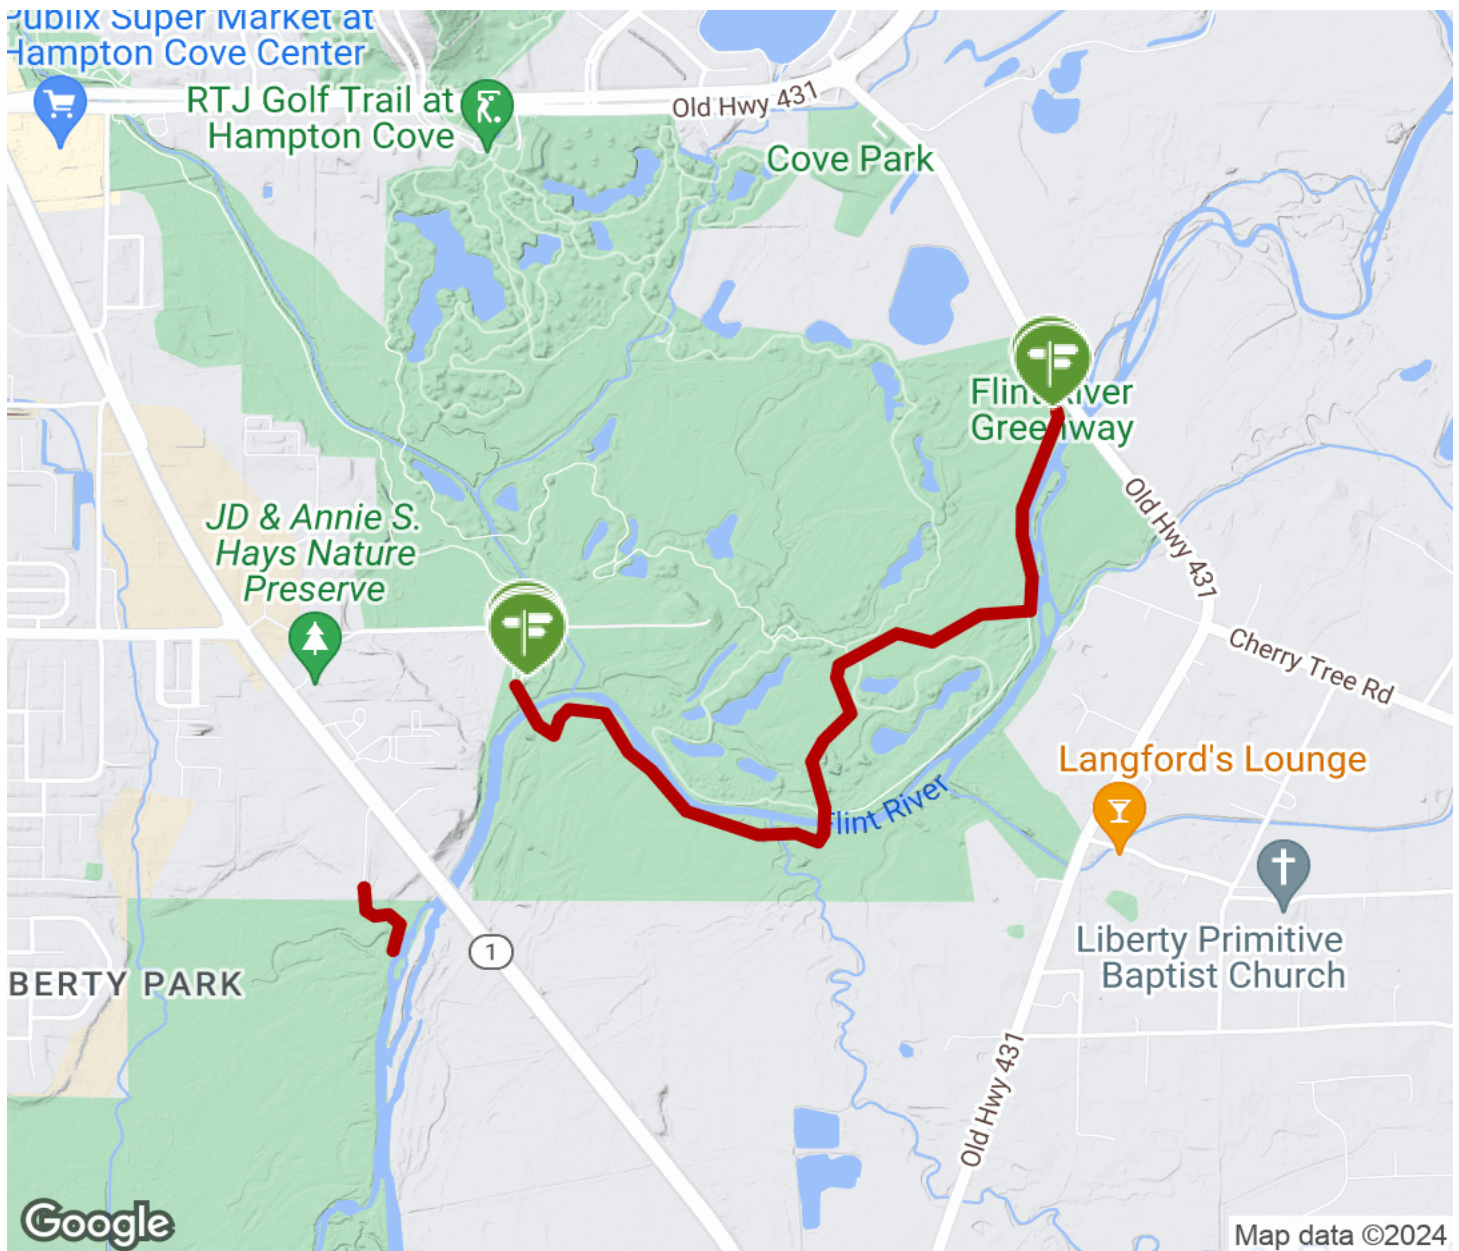 Publix Super Market at
Hampton Cove Center
RTJ Golf Trail at
Hampton Cove
Old Hwy 431
Cove Park
Flint River
Greenway
Old Hwy 431
JD & Annie S.
Hays Nature
Preserve
Cherry Tree Rd
Langford's Lounge
Flint River
1
Liberty Primitive
Baptist Church
BERTY PARK
Old Hwy 431
Google
Map data ©2024